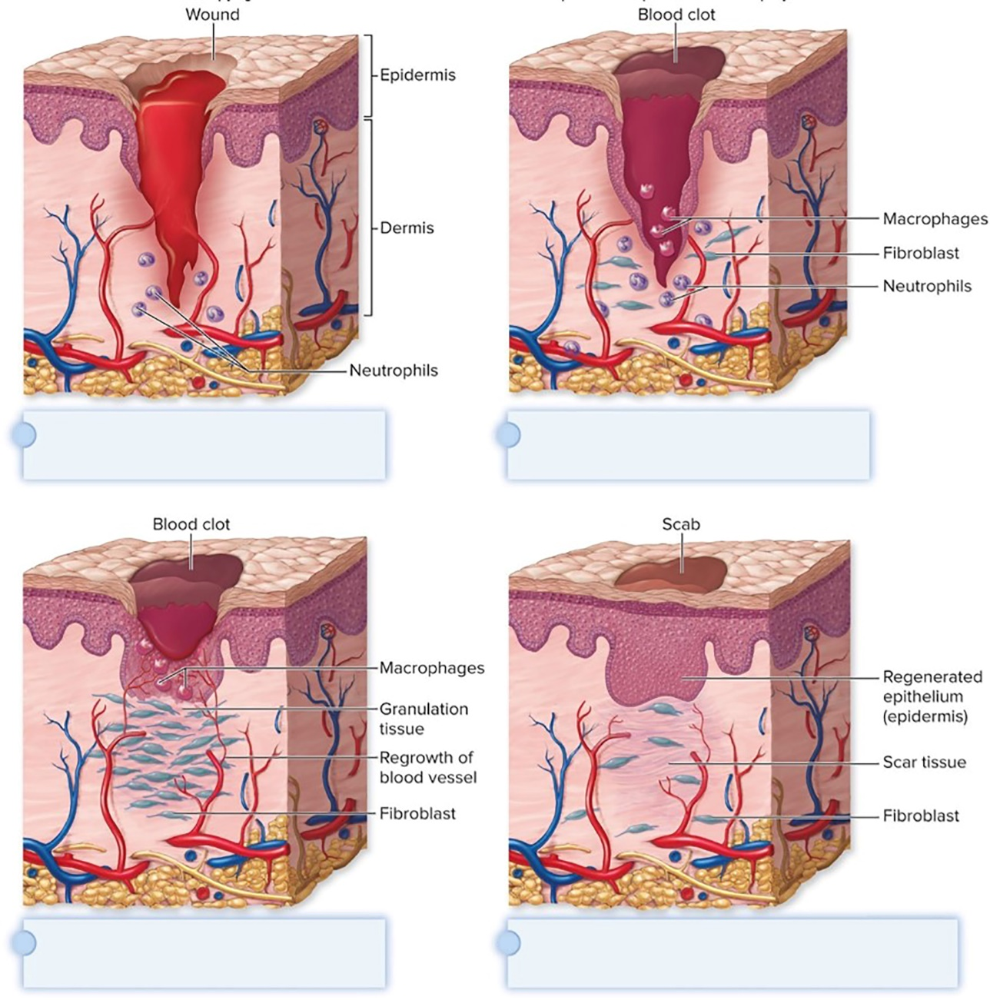 Wound
Epidermis
Dermis
Neutrophils
Blood clot
Macrophages
Fibroblast
Neutrophils
Blood clot
Macrophages
Granulation
tissue
Regrowth of
blood vessel
Fibroblast
Scab
Regenerated
epithelium
(epidermis)
Scar tissue
Fibroblast